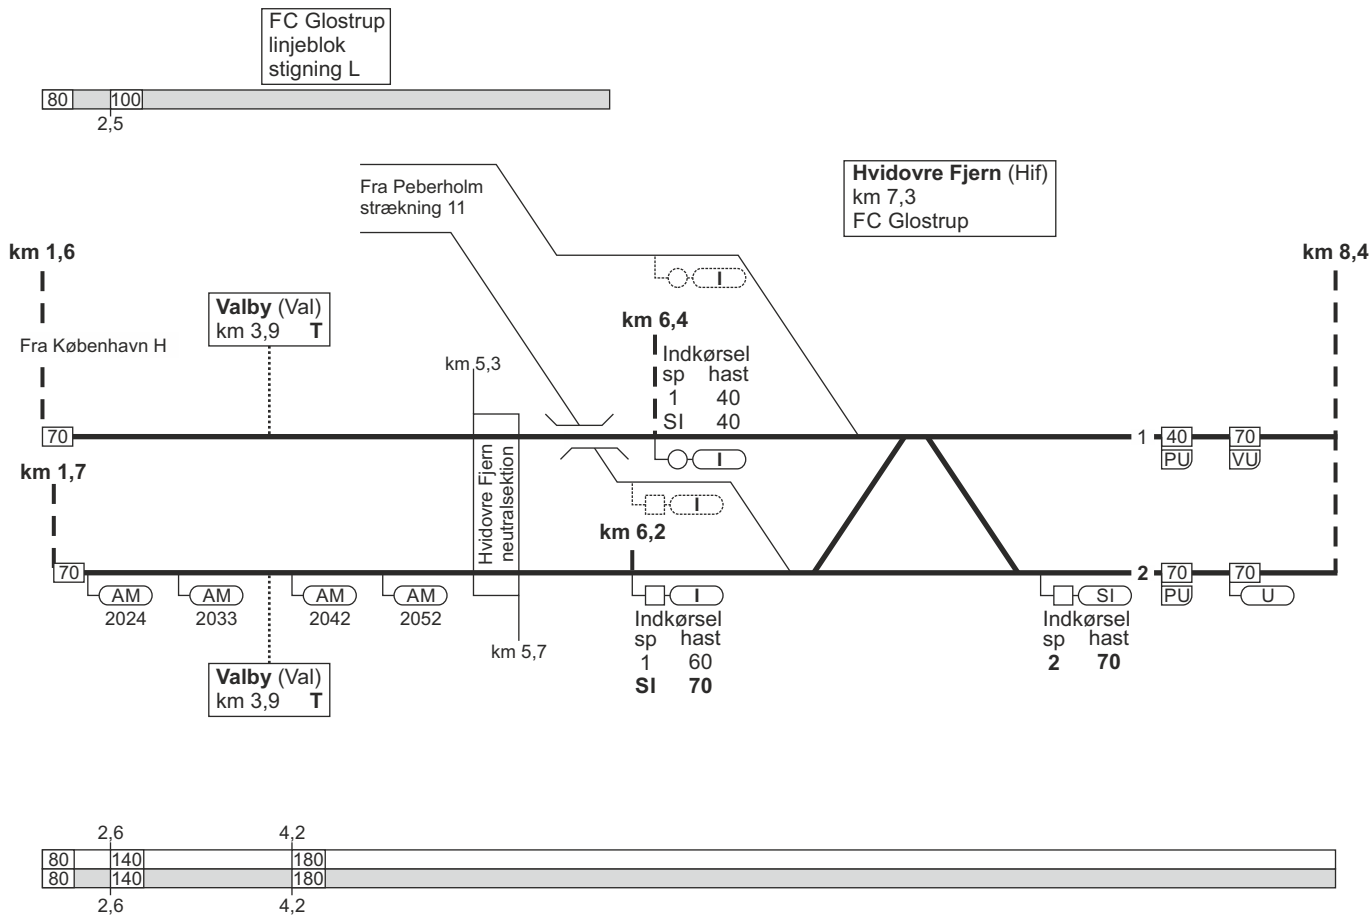 FC Glostrup
linjeblok
stigning L
80 100
2,5
Fra Peberholm
strækning 11
Hvidovre Fjern (Hif)
km 7,3
FC Glostrup
km 1,6
km 8,4
I
Valby (Val)
km 3,9 T
km 6,4
Fra København H
Indkørsel
sp hast
1 40
SI 40
km 5,3
70
1 40 70
PU VU
I
km 1,7
Hvidovre Fjern
neutralsektion
I
km 6,2
70
2 70 70
AM AM AM AM
2024 2033 2042 2052
I
SI
PU
U
Indkørsel
sp hast
1 60
SI 70
Indkørsel
sp hast
2 70
km 5,7
Valby (Val)
km 3,9 T
2,6 4,2
80 140 180
80 140 180
2,6 4,2